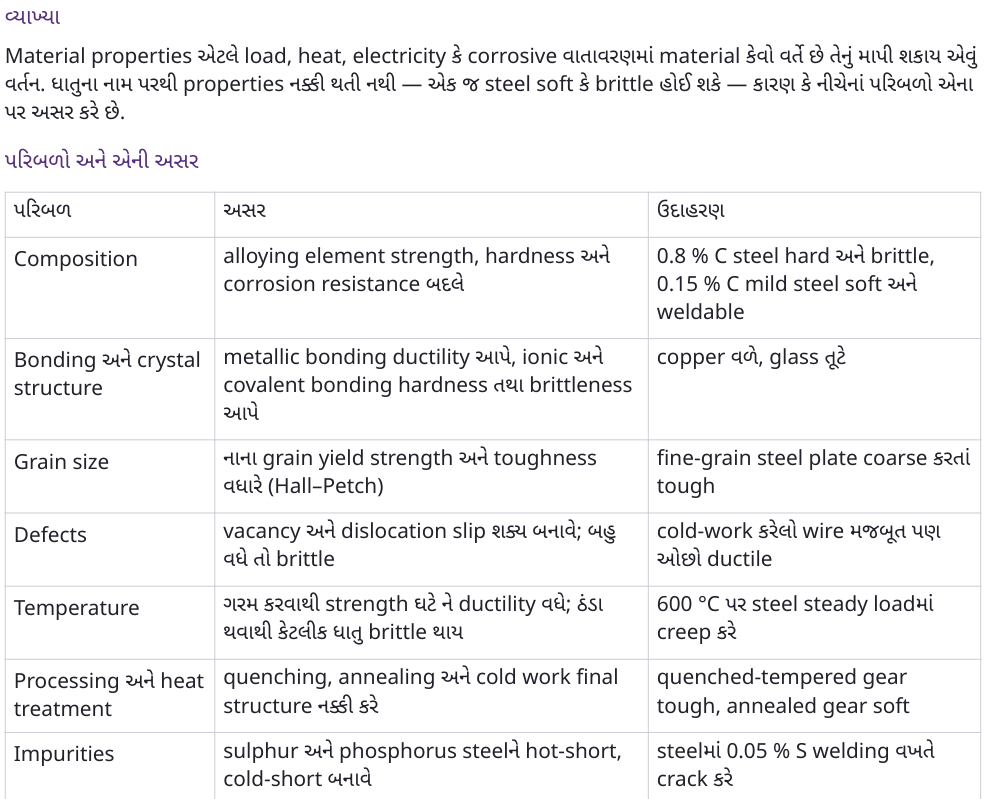 વ્યાખ્યા
Material properties એટલે load, heat, electricity કે corrosive વાતાવરણમાં material કેવો વર્તે છે તેનું માપી શકાય એવું
વર્તન. ધાતુના નામ પરથી properties નક્કી થતી નથી — એક જ steel soft કે brittle હોઈ શકે — કારણ કે નીચેનાં પરિબળો એના
પર અસર કરે છે.
પરિબળો અને એની અસર
પરિબળ
અસર
ઉદાહરણ
Composition
alloying element strength, hardness અને
corrosion resistance બદલે
0.8 % C steel hard અને brittle,
0.15 % C mild steel soft અને
weldable
Bonding અને crystal
structure
metallic bonding ductility આપે, ionic અને
covalent bonding hardness તથા brittleness
આપે
copper વળે, glass તૂટે
Grain size
નાના grain yield strength અને toughness
વધારે (Hall–Petch)
fine-grain steel plate coarse કરતાં
tough
Defects
vacancy અને dislocation slip શક્ય બનાવે; બહુ
વધે તો brittle
cold-work કરેલો wire મજબૂત પણ
ઓછો ductile
Temperature
ગરમ કરવાથી strength ઘટે ને ductility વધે; ઠંડા
થવાથી કેટલીક ધાતુ brittle થાય
600 °C પર steel steady loadમાં
creep કરે
Processing અને heat
treatment
quenching, annealing અને cold work final
structure નક્કી કરે
quenched-tempered gear
tough, annealed gear soft
Impurities
sulphur અને phosphorus steelને hot-short,
cold-short બનાવે
steelમાં 0.05 % S welding વખતે
crack કરે